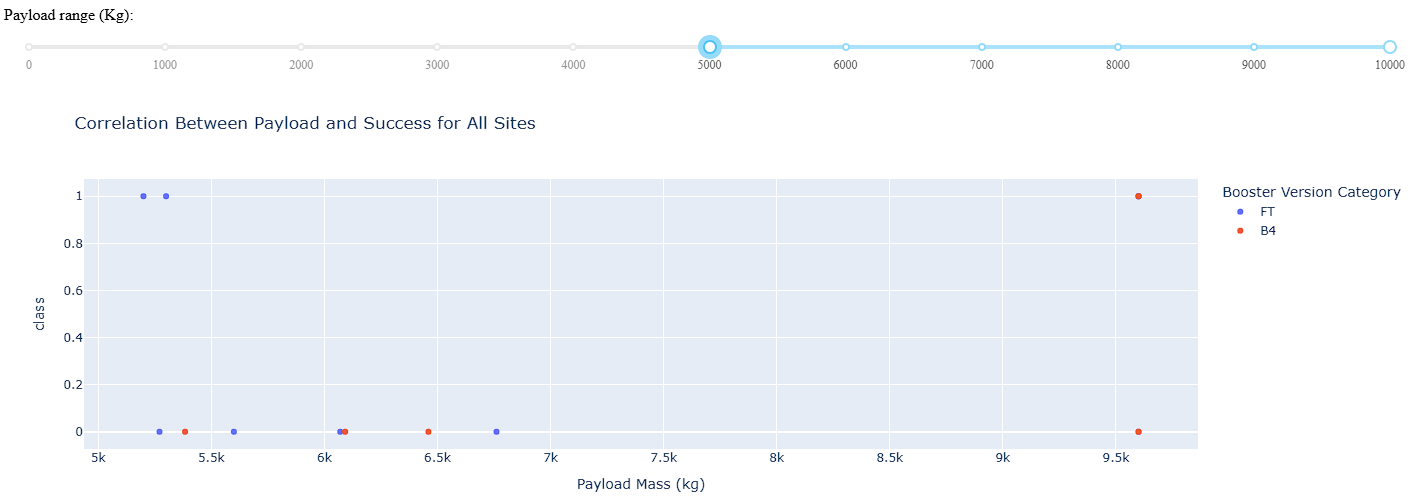 Payload range (Kg):
0 1000 2000 3000 4000 5000 6000 7000 8000 9000 10000
Correlation Between Payload and Success for All Sites
Booster Version Category
FT
B4
1
0.8
0.6
0.4
0.2
0
class
5k 5.5k 6k 6.5k 7k 7.5k 8k 8.5k 9k 9.5k
Payload Mass (kg)